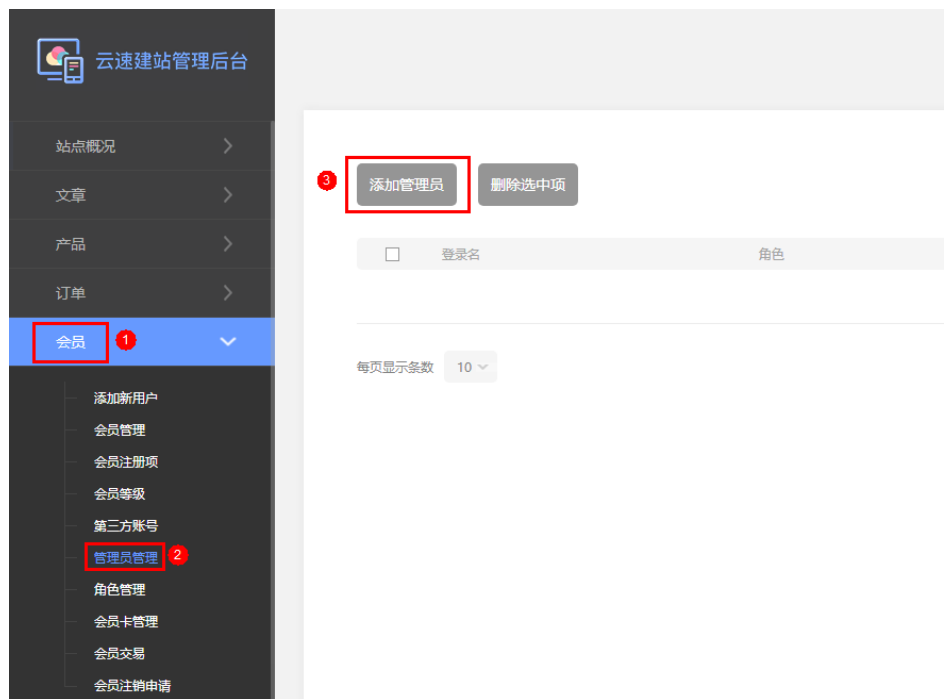 云速建站管理后台
站点概况
文章
产品
订单
会员 1
添加新用户
会员管理
会员注册项
会员等级
第三方账号
管理员管理 2
角色管理
会员卡管理
会员交易
会员注销申请
3 添加管理员 删除选中项
登录名 角色
每页显示条数 10